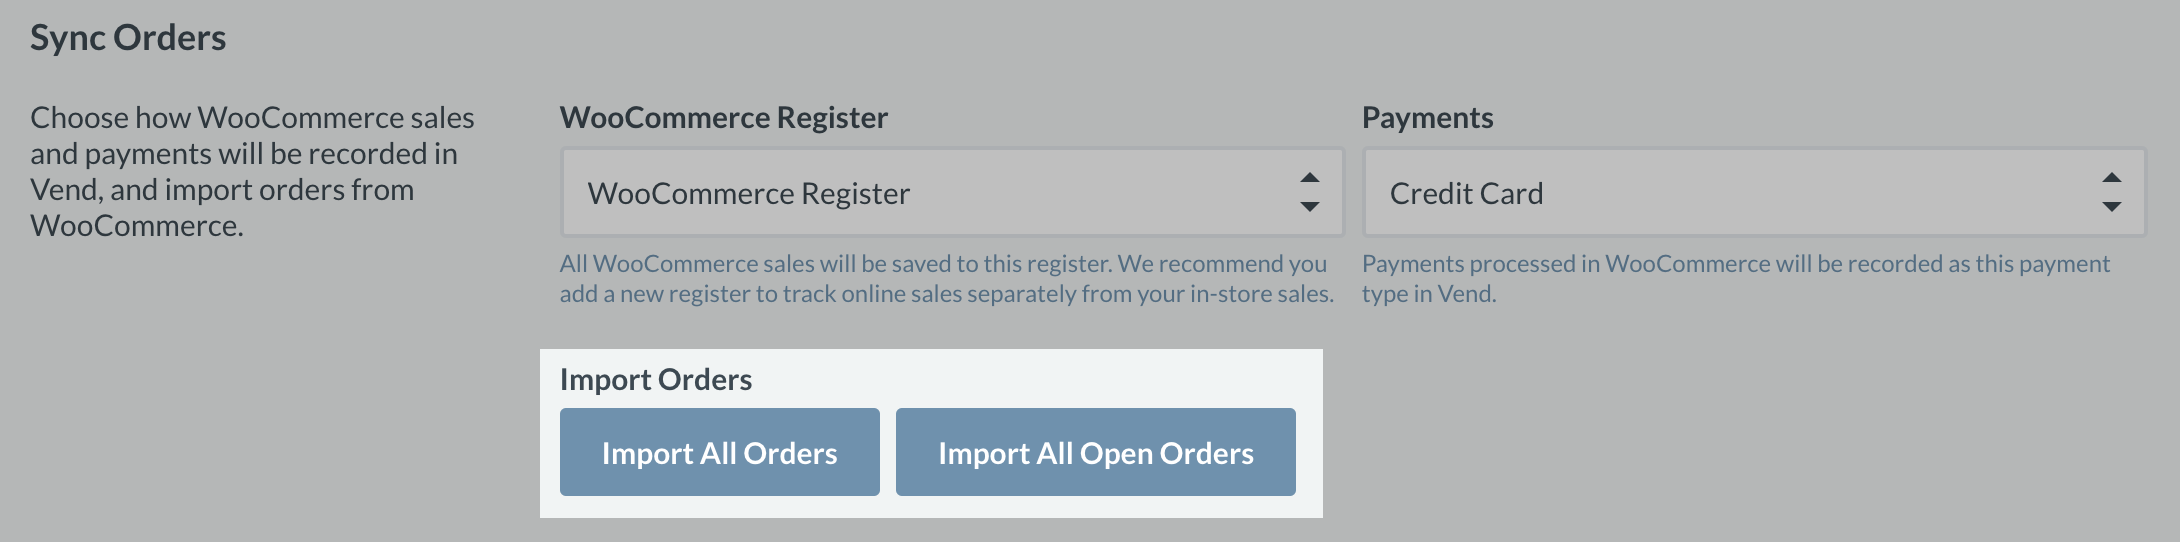 Sync Orders
Choose how WooCommerce sales
and payments will be recorded in
Vend, and import orders from
WooCommerce.
WooCommerce Register
WooCommerce Register
All WooCommerce sales will be saved to this register. We recommend you
add a new register to track online sales separately from your in-store sales.
Payments
Credit Card
Payments processed in WooCommerce will be recorded as this payment
type in Vend.
Import Orders
Import All Orders
Import All Open Orders